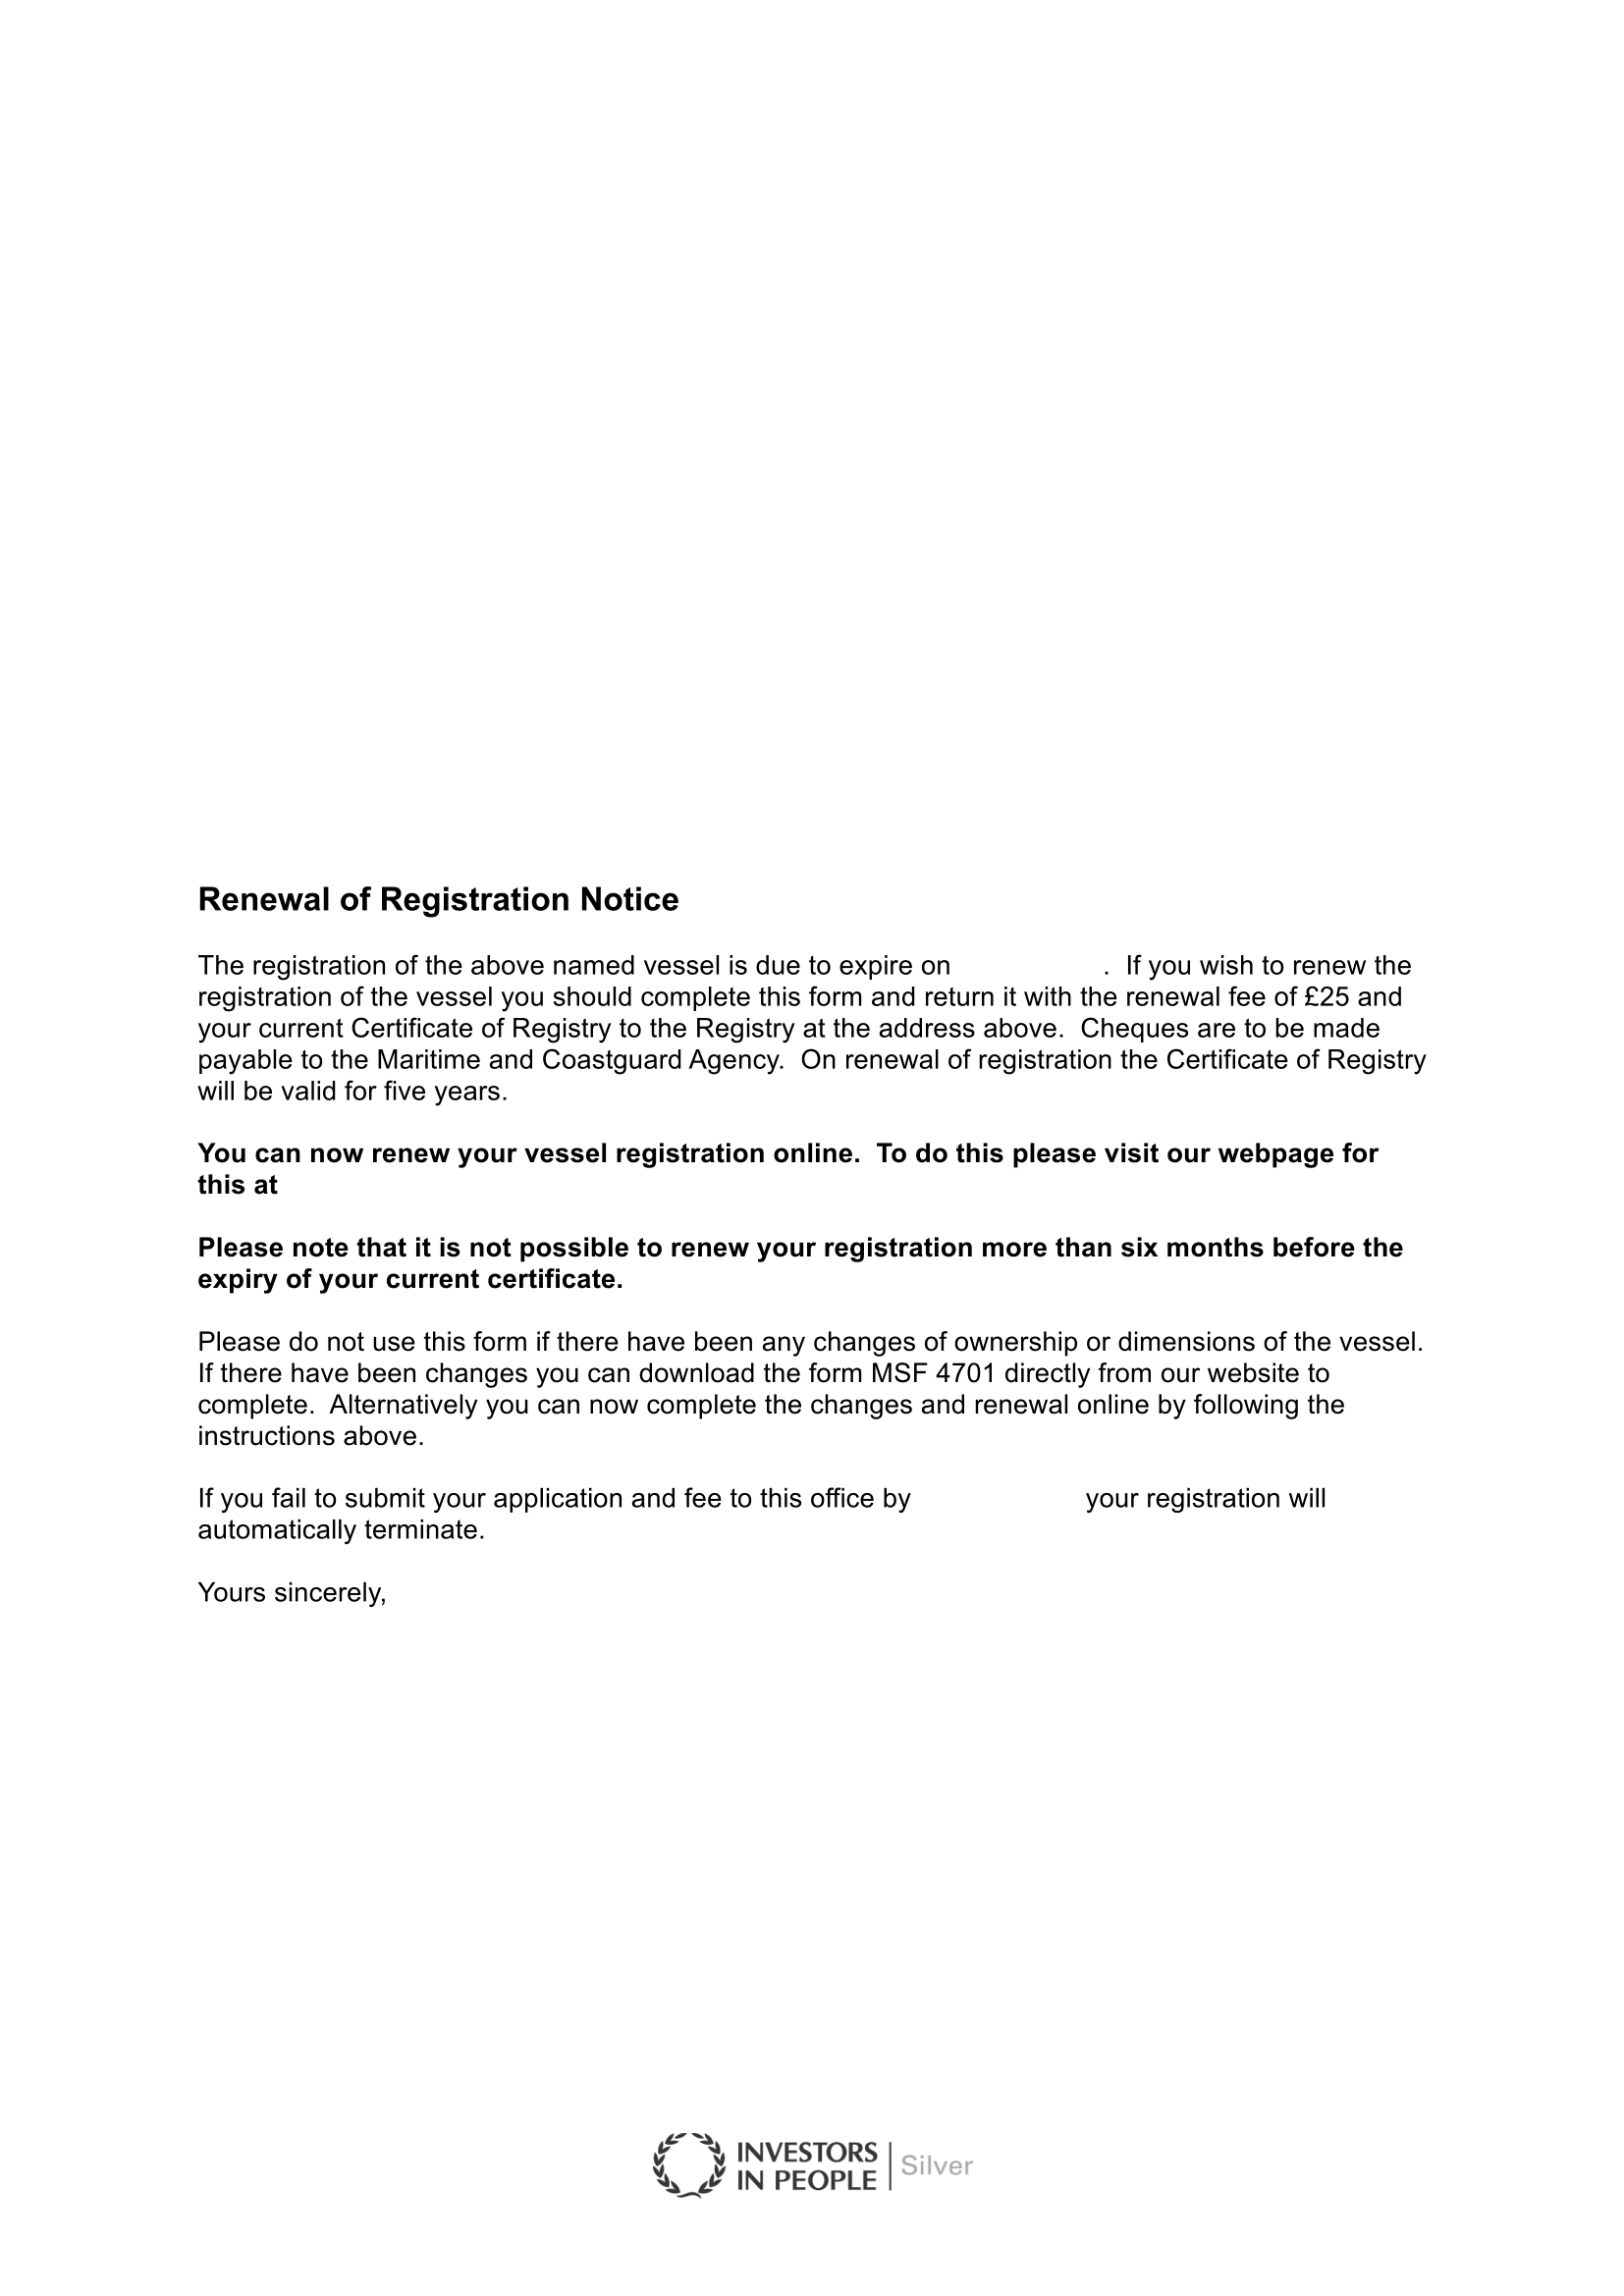 Renewal of Registration Notice
The registration of the above named vessel is due to expire on . If you wish to renew the
registration of the vessel you should complete this form and return it with the renewal fee of £25 and
your current Certificate of Registry to the Registry at the address above. Cheques are to be made
payable to the Maritime and Coastguard Agency. On renewal of registration the Certificate of Registry
will be valid for five years.
You can now renew your vessel registration online. To do this please visit our webpage for
this at
Please note that it is not possible to renew your registration more than six months before the
expiry of your current certificate.
Please do not use this form if there have been any changes of ownership or dimensions of the vessel.
If there have been changes you can download the form MSF 4701 directly from our website to
complete. Alternatively you can now complete the changes and renewal online by following the
instructions above.
If you fail to submit your application and fee to this office by your registration will
automatically terminate.
Yours sincerely,
INVESTORS
IN PEOPLE
Silver